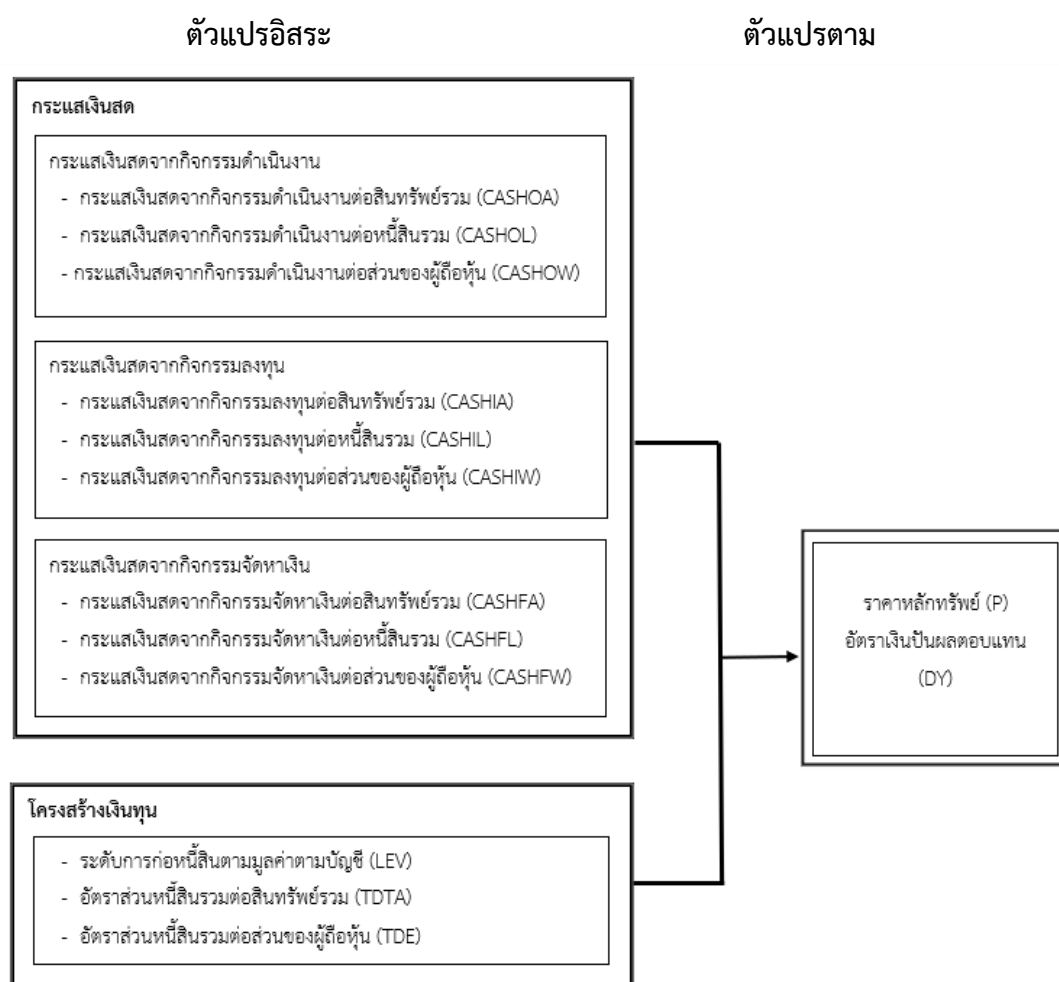 ตัวแปรอิสระ
ตัวแปรตาม
กระแสเงินสด
กระแสเงินสดจากกิจกรรมดำเนินงาน
- กระแสเงินสดจากกิจกรรมดำเนินงานต่อสินทรัพย์รวม (CASHOA)
- กระแสเงินสดจากกิจกรรมดำเนินงานต่อหนี้สินรวม (CASHOL)
- กระแสเงินสดจากกิจกรรมดำเนินงานต่อส่วนของผู้ถือหุ้น (CASHOW)
กระแสเงินสดจากกิจกรรมลงทุน
- กระแสเงินสดจากกิจกรรมลงทุนต่อสินทรัพย์รวม (CASHIA)
- กระแสเงินสดจากกิจกรรมลงทุนต่อหนี้สินรวม (CASHIL)
- กระแสเงินสดจากกิจกรรมลงทุนต่อส่วนของผู้ถือหุ้น (CASHIW)
กระแสเงินสดจากกิจกรรมจัดหาเงิน
- กระแสเงินสดจากกิจกรรมจัดหาเงินต่อสินทรัพย์รวม (CASHFA)
- กระแสเงินสดจากกิจกรรมจัดหาเงินต่อหนี้สินรวม (CASHFL)
- กระแสเงินสดจากกิจกรรมจัดหาเงินต่อส่วนของผู้ถือหุ้น (CASHFW)
ราคาหลักทรัพย์ (P)
อัตราเงินปันผลตอบแทน
(DY)
โครงสร้างเงินทุน
- ระดับการก่อหนี้สินตามมูลค่าตามบัญชี (LEV)
- อัตราส่วนหนี้สินรวมต่อสินทรัพย์รวม (TDTA)
- อัตราส่วนหนี้สินรวมต่อส่วนของผู้ถือหุ้น (TDE)